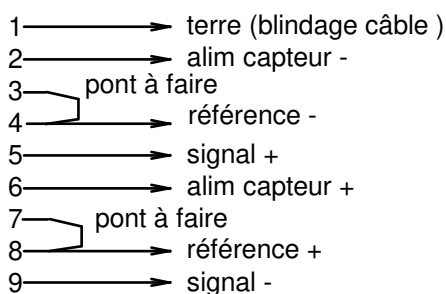 1 terre (blindage câble )
2 alim capteur -
3 pont à faire
4 référence -
5 signal +
6 alim capteur +
7 pont à faire
8 référence +
9 signal -